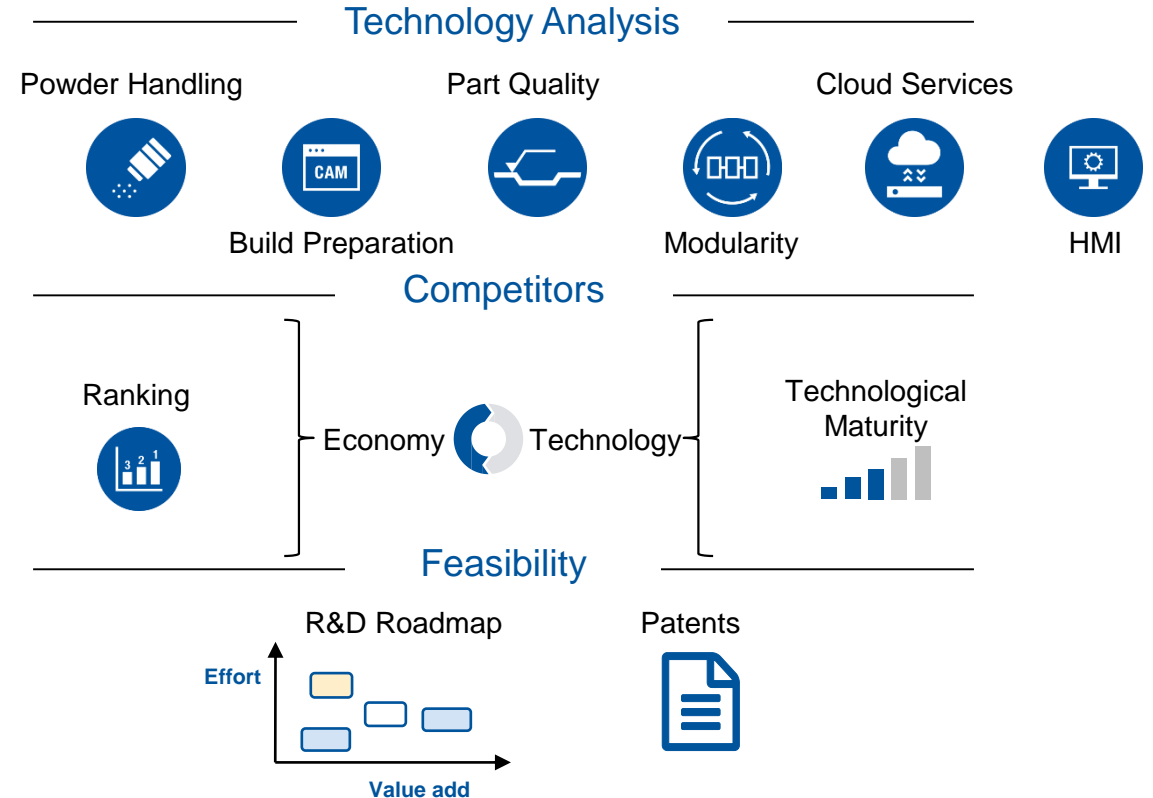 Technology Analysis
Powder Handling
Part Quality
Cloud Services
CAM
Build Preparation
Modularity
HMI
Competitors
Ranking
3 2 1
Economy
Technology
Technological
Maturity
Feasibility
R&D Roadmap
Patents
Effort
Value add